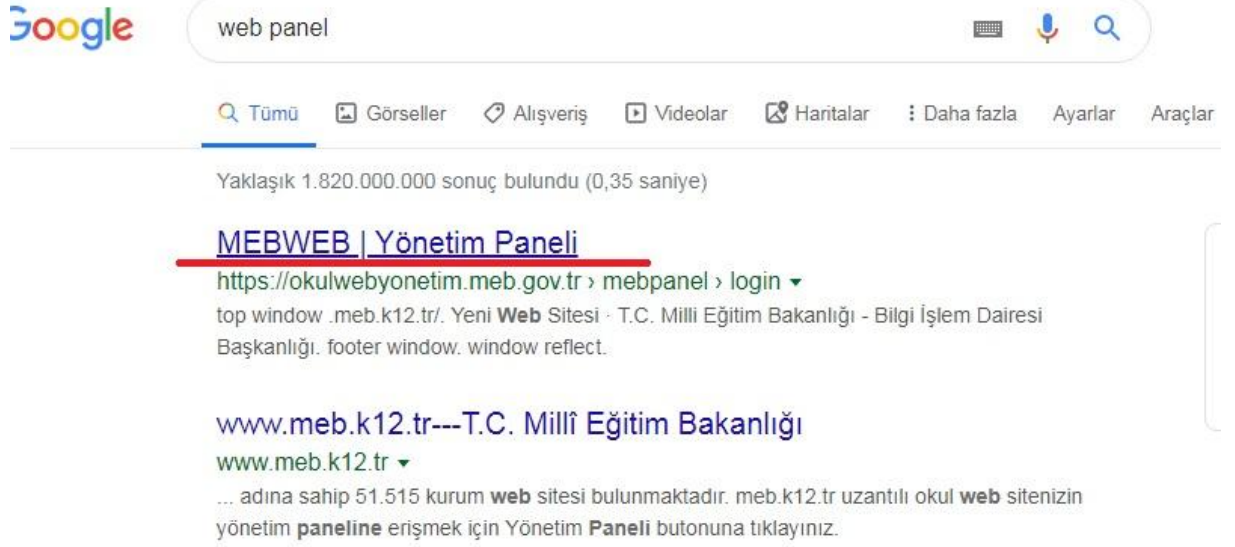 Google
web panel
Tümü Görseller Alışveriş Videolar Haritalar Daha fazla Ayarlar Araçlar
Yaklaşık 1.820.000.000 sonuç bulundu (0,35 saniye)
MEBWEB | Yönetim Paneli
https://okulwebyonetim.meb.gov.tr › mebpanel › login
top window .meb.k12.tr/. Yeni Web Sitesi · T.C. Milli Eğitim Bakanlığı - Bilgi İşlem Dairesi
Başkanlığı. footer window. window reflect.
www.meb.k12.tr---T.C. Millî Eğitim Bakanlığı
www.meb.k12.tr
... adına sahip 51.515 kurum web sitesi bulunmaktadır. meb.k12.tr uzantılı okul web sitenizin
yönetim paneline erişmek için Yönetim Paneli butonuna tıklayınız.